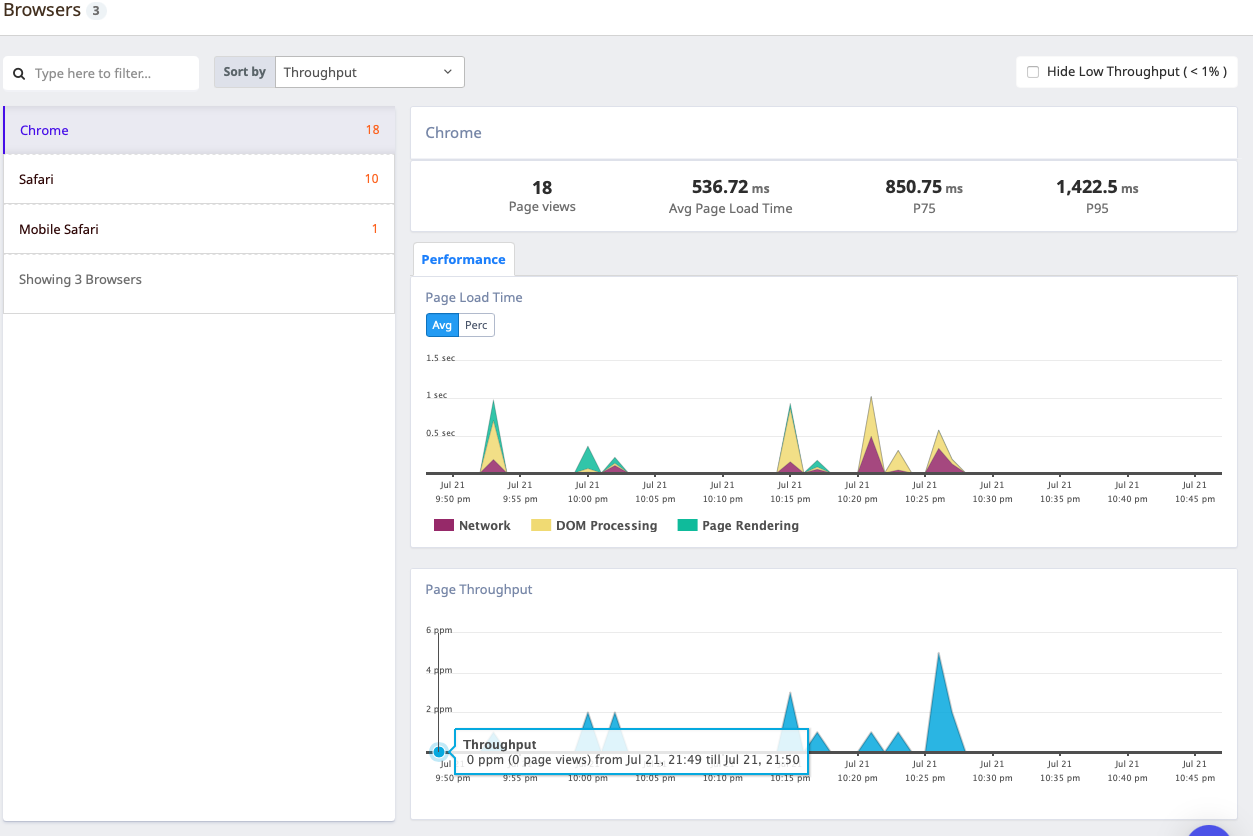 Browsers 3
Type here to filter...
Sort by Throughput
Hide Low Throughput ( < 1% )
Chrome 18
Safari 10
Mobile Safari 1
Showing 3 Browsers
Chrome
18 536.72 ms 850.75 ms 1,422.5 ms
Page views Avg Page Load Time P75 P95
Performance
Page Load Time
Avg Perc
1.5 sec
1 sec
0.5 sec
Jul 21 Jul 21 Jul 21 Jul 21 Jul 21 Jul 21 Jul 21 Jul 21 Jul 21 Jul 21 Jul 21 Jul 21
9:50 pm 9:55 pm 10:00 pm 10:05 pm 10:10 pm 10:15 pm 10:20 pm 10:25 pm 10:30 pm 10:35 pm 10:40 pm 10:45 pm
Network DOM Processing Page Rendering
Page Throughput
6 ppm
4 ppm
2 ppm
Throughput
0 ppm (0 page views) from Jul 21, 21:49 till Jul 21, 21:50
Jul Jul 21 Jul 21 Jul 21 Jul 21 Jul 21 Jul 21
9:50 pm 9:55 pm 10:00 pm 10:05 pm 10:10 pm 10:15 pm 10:20 pm 10:25 pm 10:30 pm 10:35 pm 10:40 pm 10:45 pm